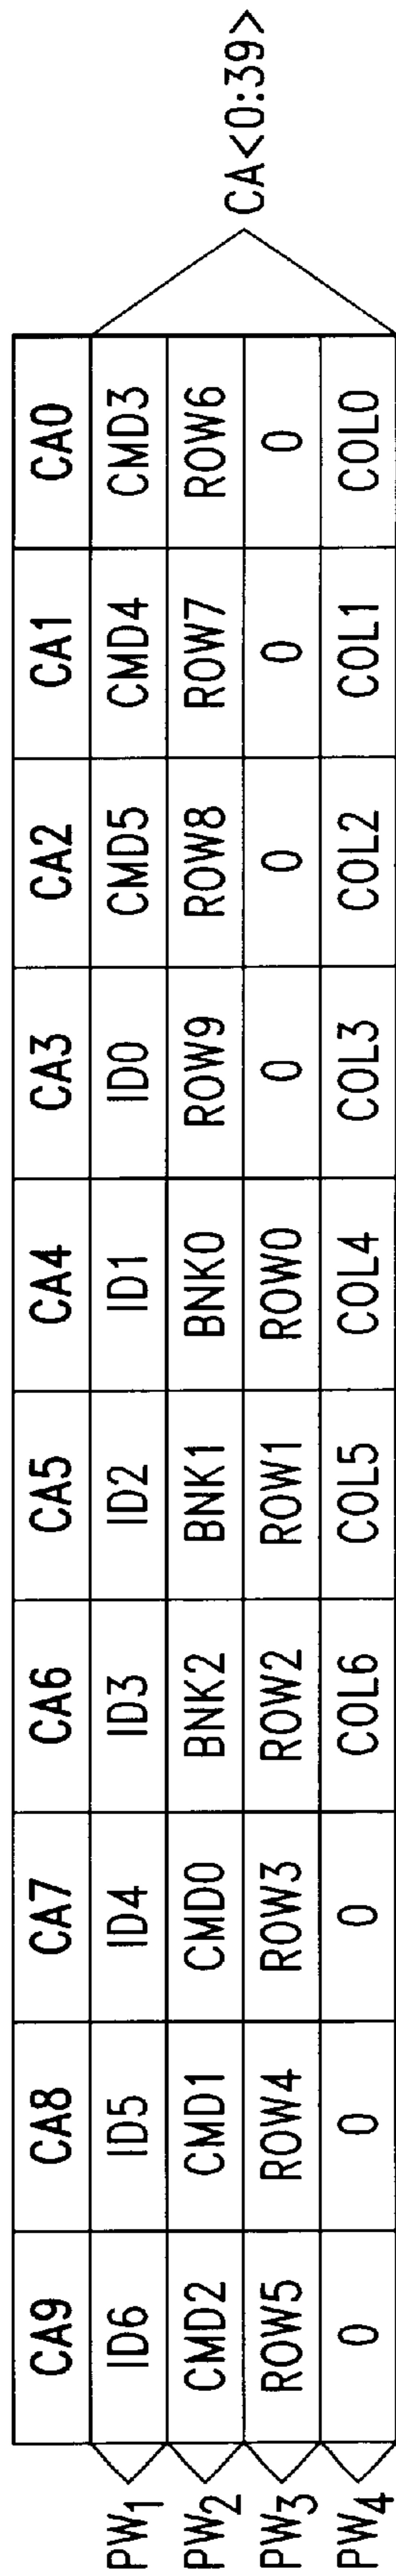 CA9 CA8 CA7 CA6 CA5 CA4 CA3 CA2 CA1 CA0
PW1 ID6 ID5 ID4 ID3 ID2 ID1 ID0 CMD5 CMD4 CMD3
PW2 CMD2 CMD1 CMD0 BNK2 BNK1 BNK0 ROW9 ROW8 ROW7 ROW6
PW3 ROW5 ROW4 ROW3 ROW2 ROW1 ROW0 0 0 0 0
PW4 0 0 0 COL6 COL5 COL4 COL3 COL2 COL1 COL0
CA<0:39>